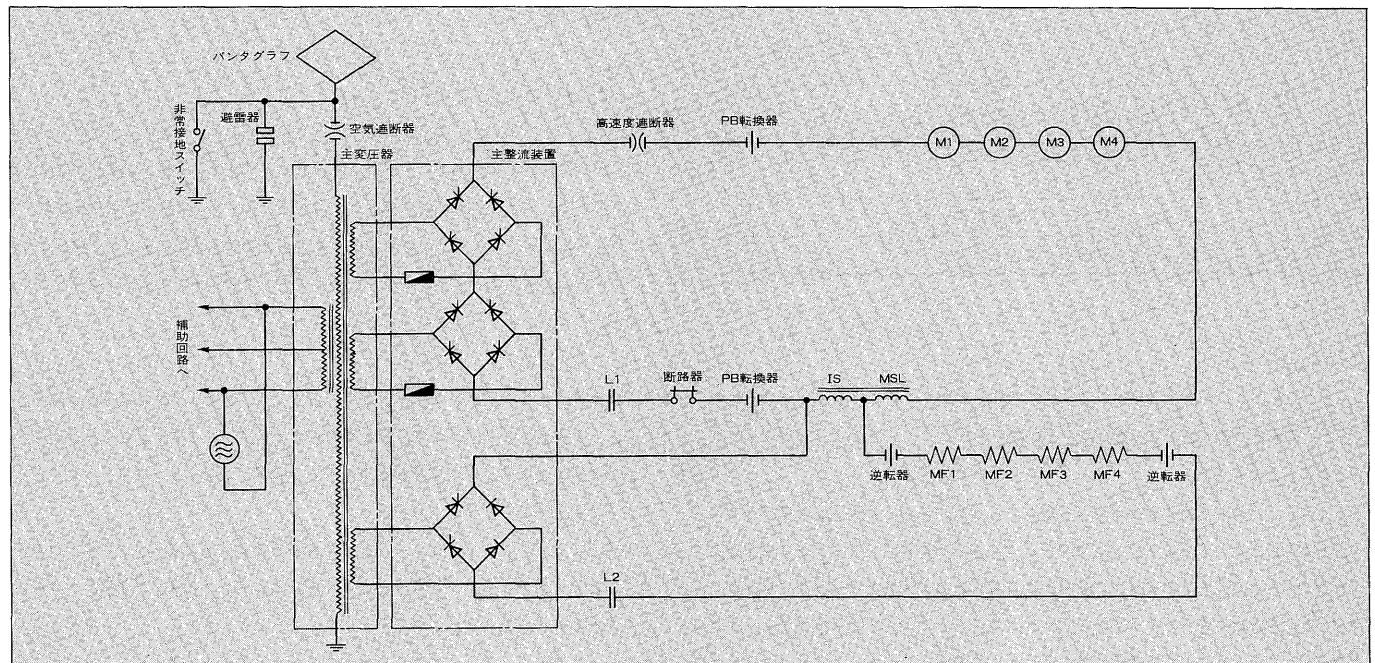 パンタグラフ
非常接地スイッチ
避雷器
空気遮断器
主変圧器
主整流装置
高速度遮断器
PB転換器
M1 M2 M3 M4
補助回路へ
L1
断路器
PB転換器
IS
MSL
逆転器
MF1 MF2 MF3 MF4
逆転器
L2